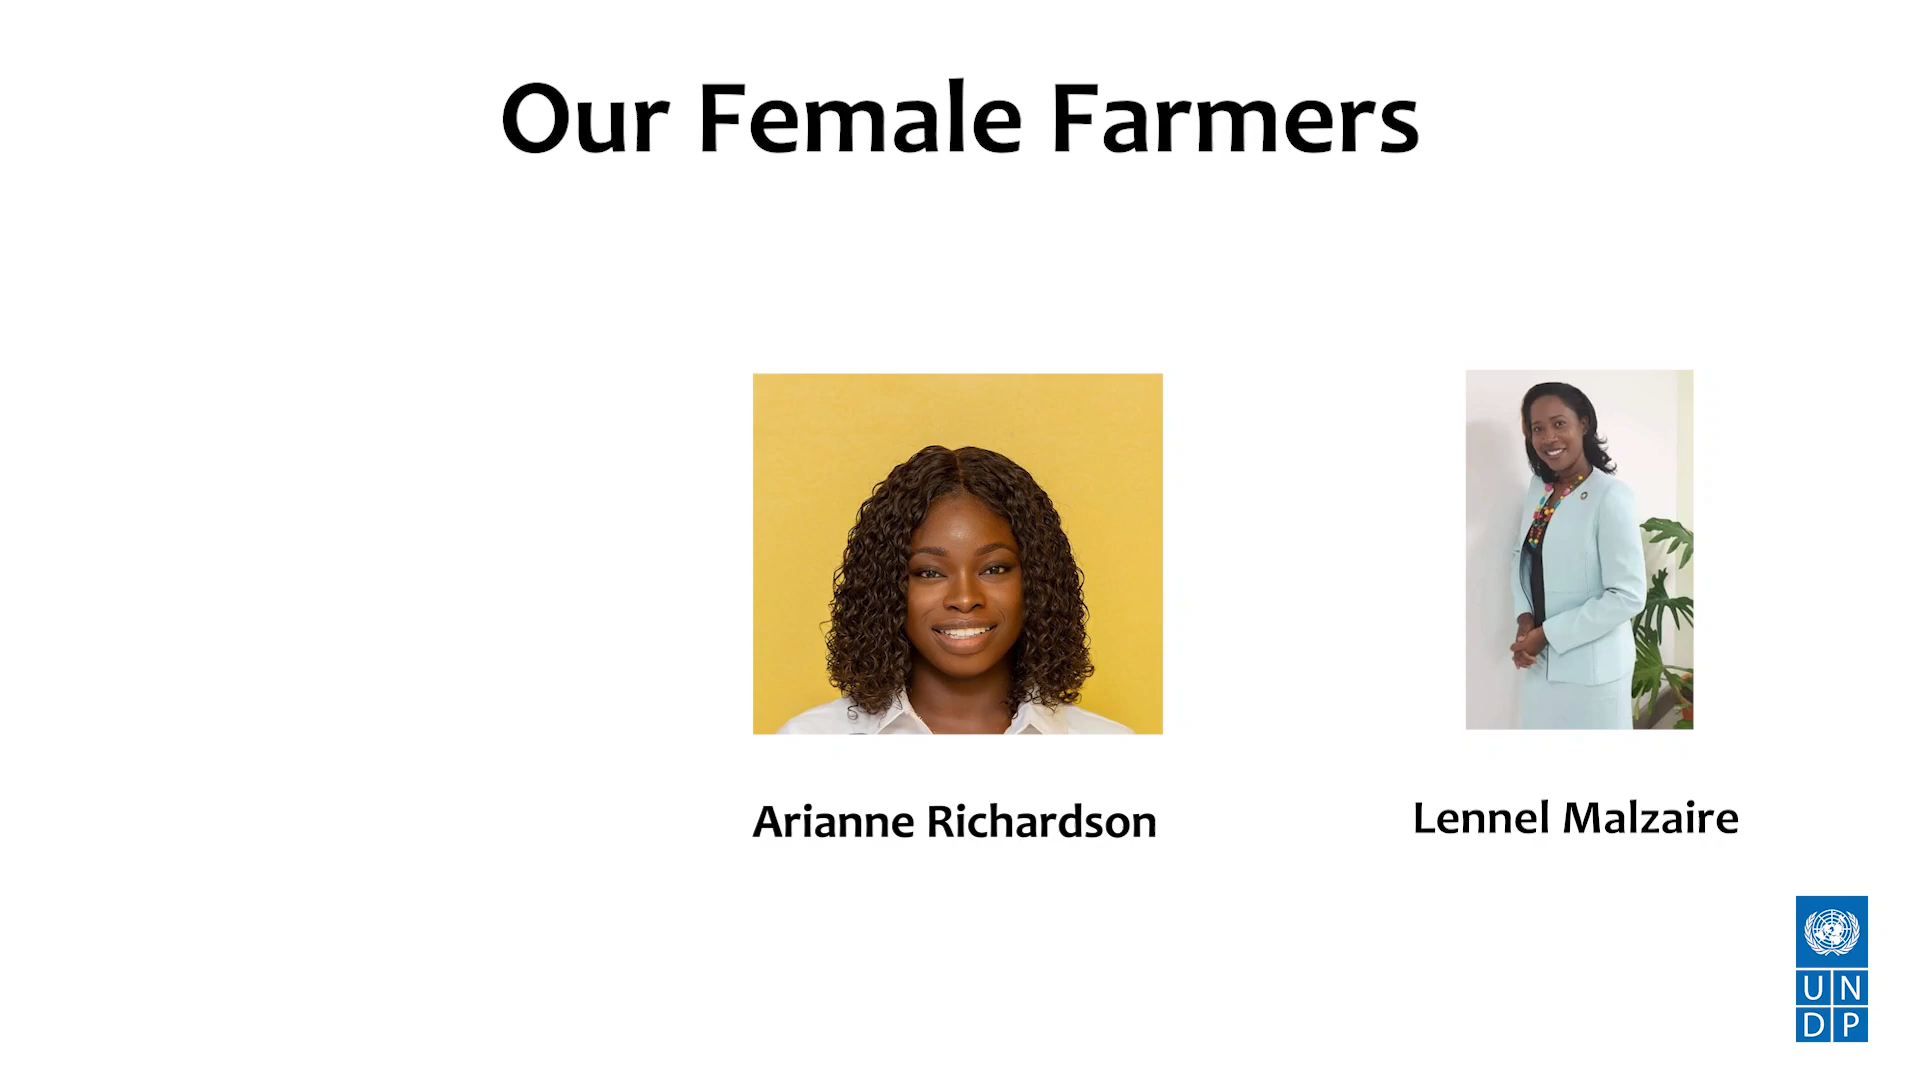 Our Female Farmers
Arianne Richardson
Lennel Malzaire
U N
D P